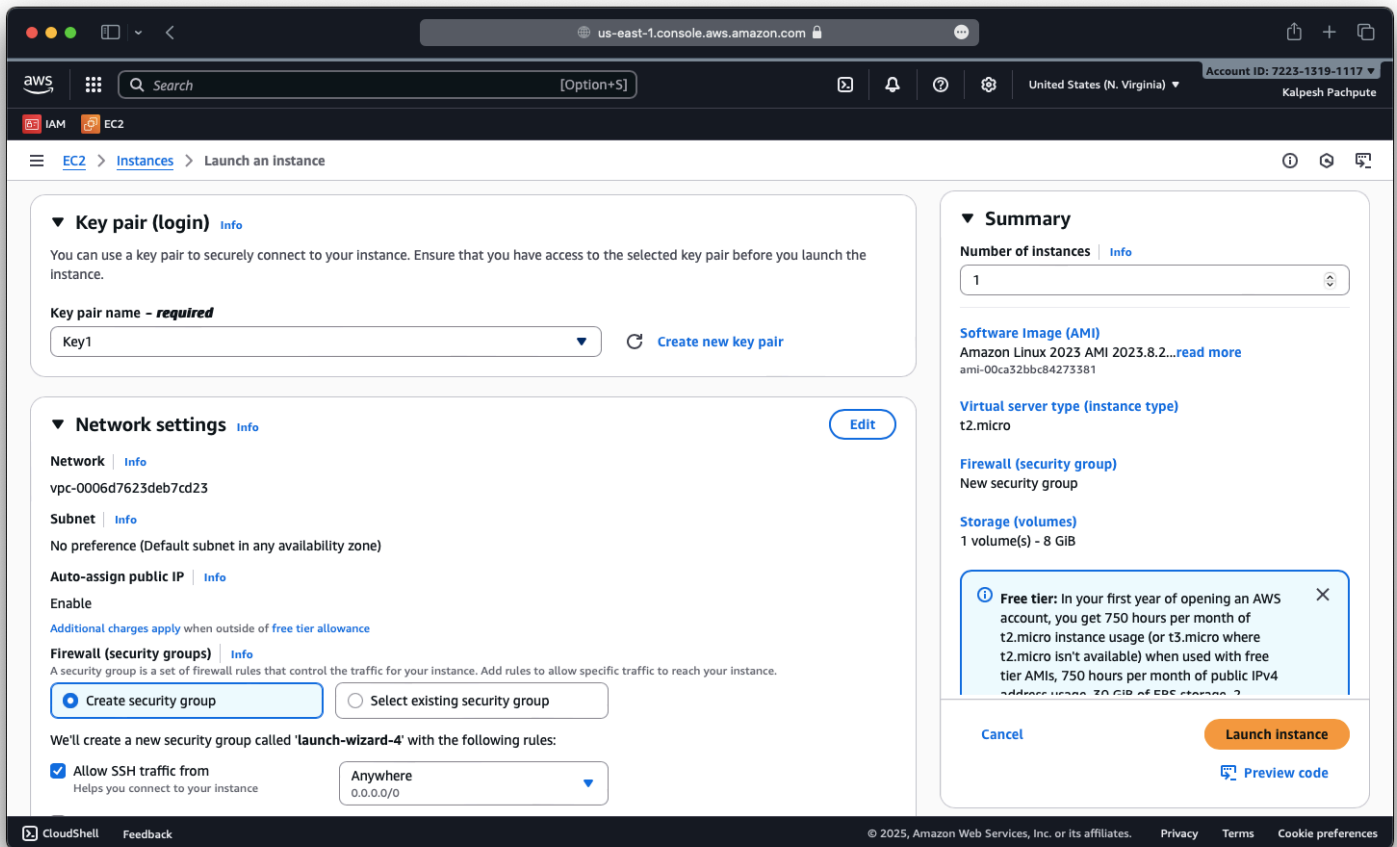 us-east-1.console.aws.amazon.com
aws
Search
[Option+S]
United States (N. Virginia)
Account ID: 7223-1319-1117
Kalpesh Pachpute
IAM
EC2
EC2 > Instances > Launch an instance
Key pair (login) Info
You can use a key pair to securely connect to your instance. Ensure that you have access to the selected key pair before you launch the
instance.
Key pair name - required
Key1
Create new key pair
Network settings Info
Edit
Network Info
vpc-0006d7623deb7cd23
Subnet Info
No preference (Default subnet in any availability zone)
Auto-assign public IP Info
Enable
Additional charges apply when outside of free tier allowance
Firewall (security groups) Info
A security group is a set of firewall rules that control the traffic for your instance. Add rules to allow specific traffic to reach your instance.
Create security group
Select existing security group
We'll create a new security group called 'launch-wizard-4' with the following rules:
Allow SSH traffic from
Helps you connect to your instance
Anywhere
0.0.0.0/0
Summary
Number of instances Info
1
Software Image (AMI)
Amazon Linux 2023 AMI 2023.8.2...read more
ami-00ca32bbc84273381
Virtual server type (instance type)
t2.micro
Firewall (security group)
New security group
Storage (volumes)
1 volume(s) - 8 GiB
Free tier: In your first year of opening an AWS
account, you get 750 hours per month of
t2.micro instance usage (or t3.micro where
t2.micro isn't available) when used with free
tier AMIs, 750 hours per month of public IPv4
address usage, 30 GiB of EBS storage, 2
Cancel
Launch instance
Preview code
CloudShell
Feedback
© 2025, Amazon Web Services, Inc. or its affiliates.
Privacy
Terms
Cookie preferences